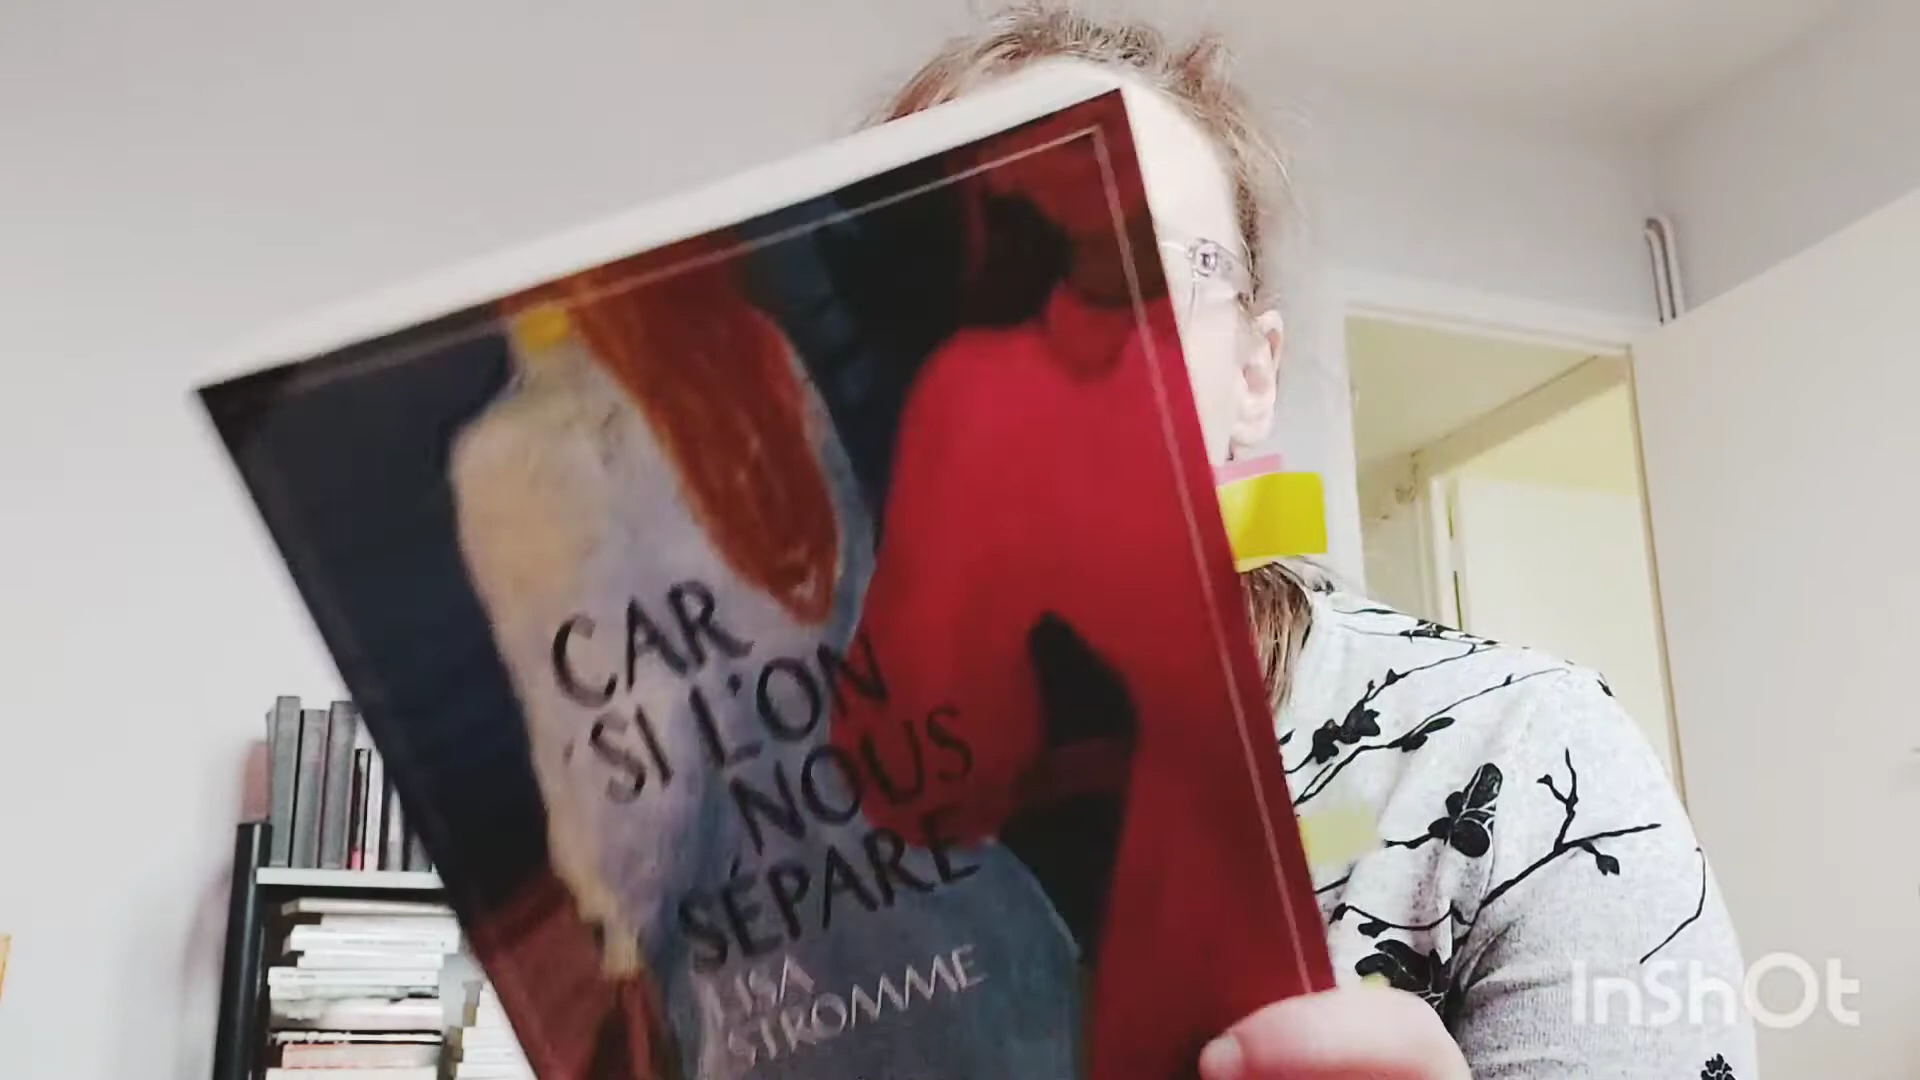 CAR
SI L'ON
NOUS
SÉPARE
LISA
STROMME
InShOt